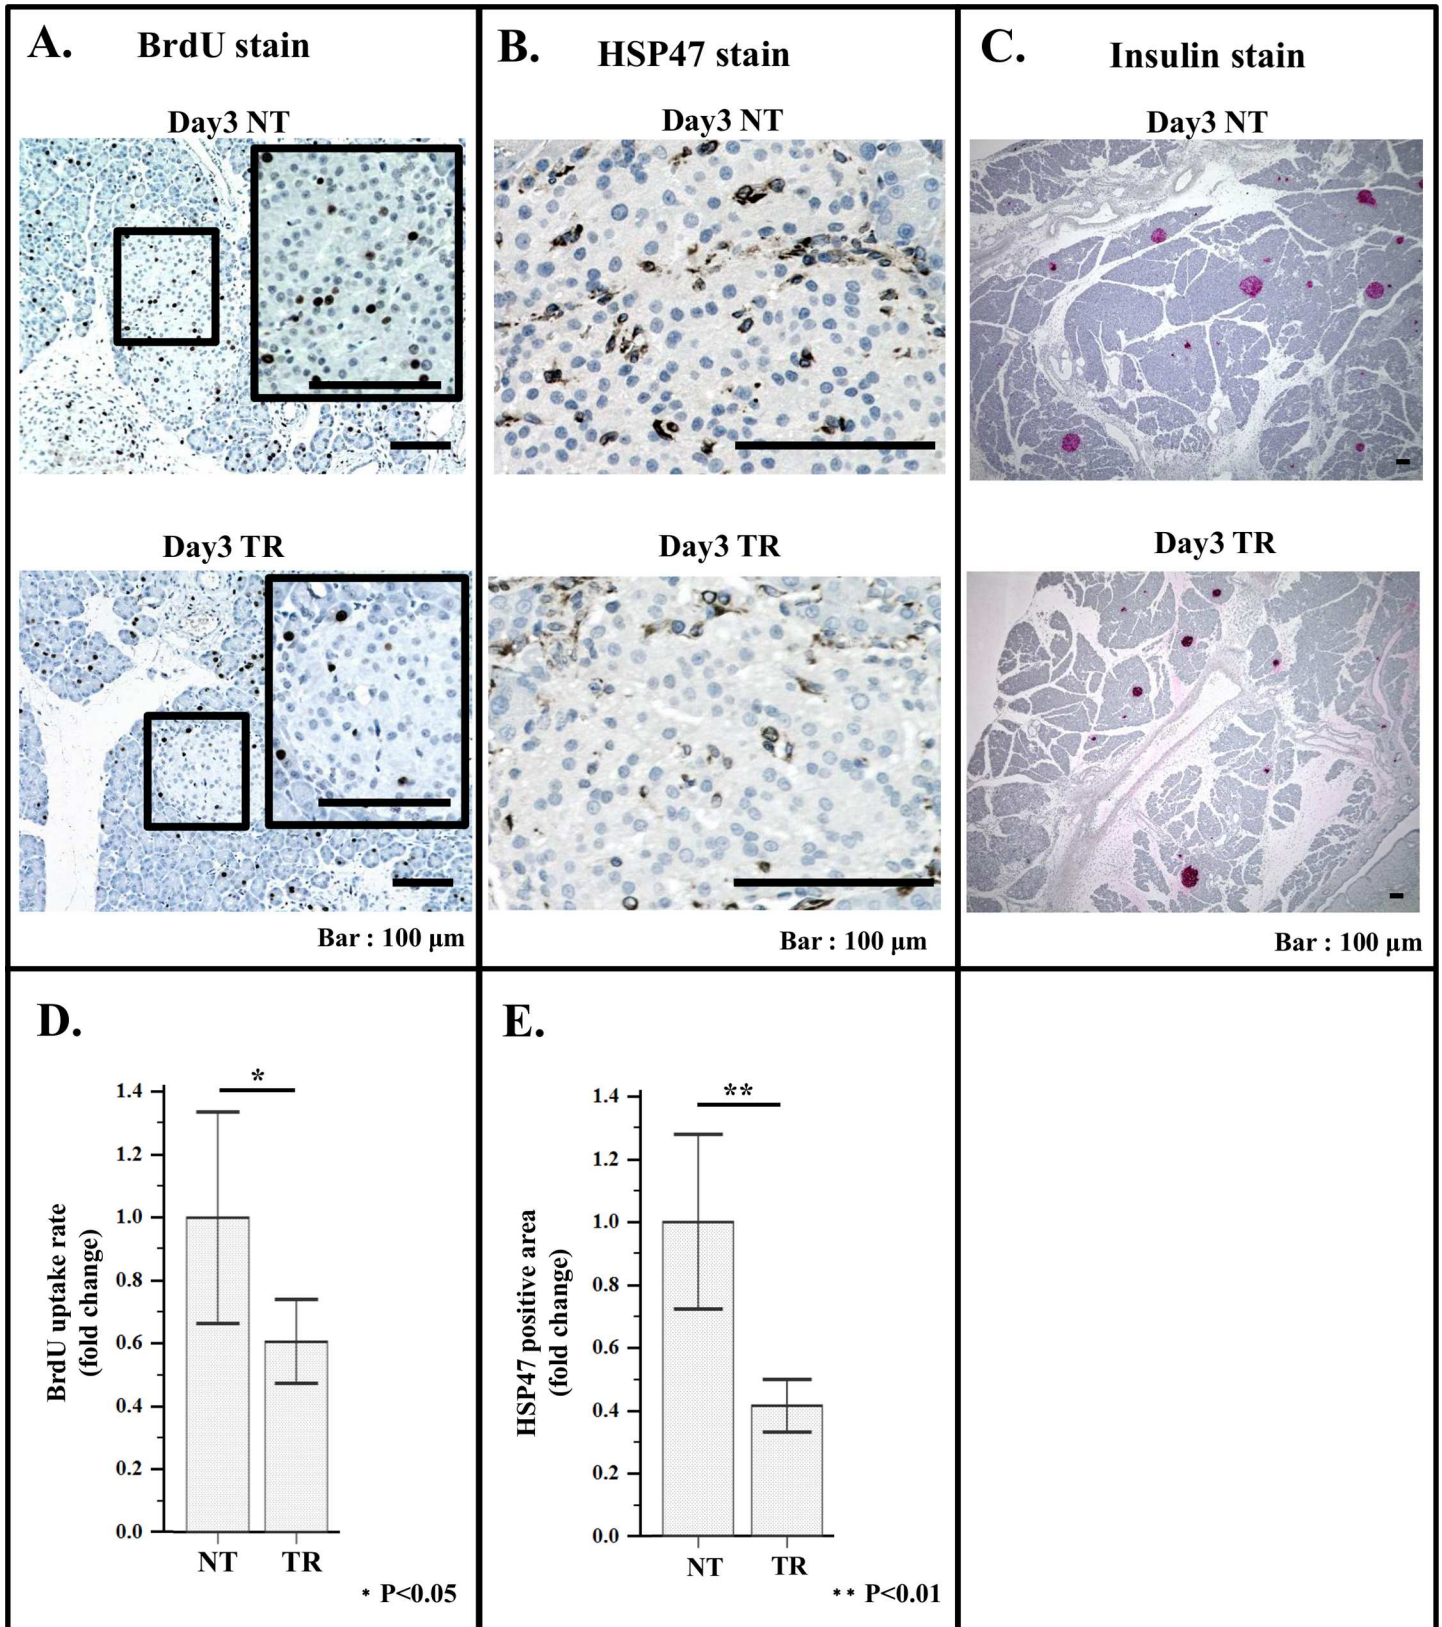 A. BrdU stain
Day3 NT
Day3 TR
Bar : 100 μm
B. HSP47 stain
Day3 NT
Day3 TR
Bar : 100 μm
C. Insulin stain
Day3 NT
Day3 TR
Bar : 100 μm
D.
*
1.4
1.2
1.0
0.8
0.6
0.4
0.2
0.0
BrdU uptake rate
(fold change)
NT TR
* P<0.05
E.
**
1.4
1.2
1.0
0.8
0.6
0.4
0.2
0.0
HSP47 positive area
(fold change)
NT TR
** P<0.01